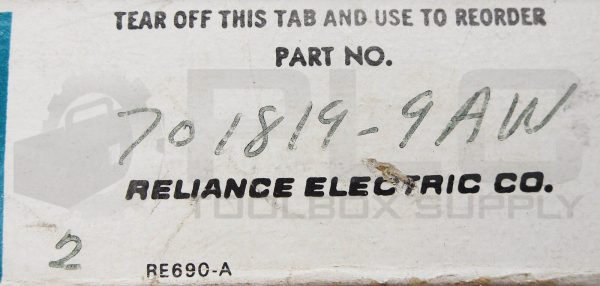 TEAR OFF THIS TAB AND USE TO REORDER
PART NO.
701819-9AW
RELIANCE ELECTRIC CO.
PLC
TOOLBOX SUPPLY
2
RE690-A